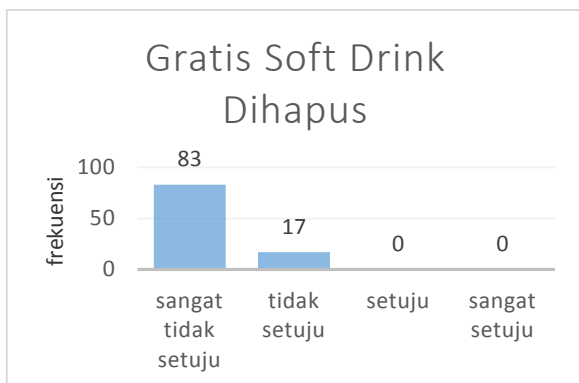 Gratis Soft Drink
Dihapus
frekuensi
100
50
0
83
17
0
0
sangat
tidak
setuju
tidak
setuju
setuju
sangat
setuju